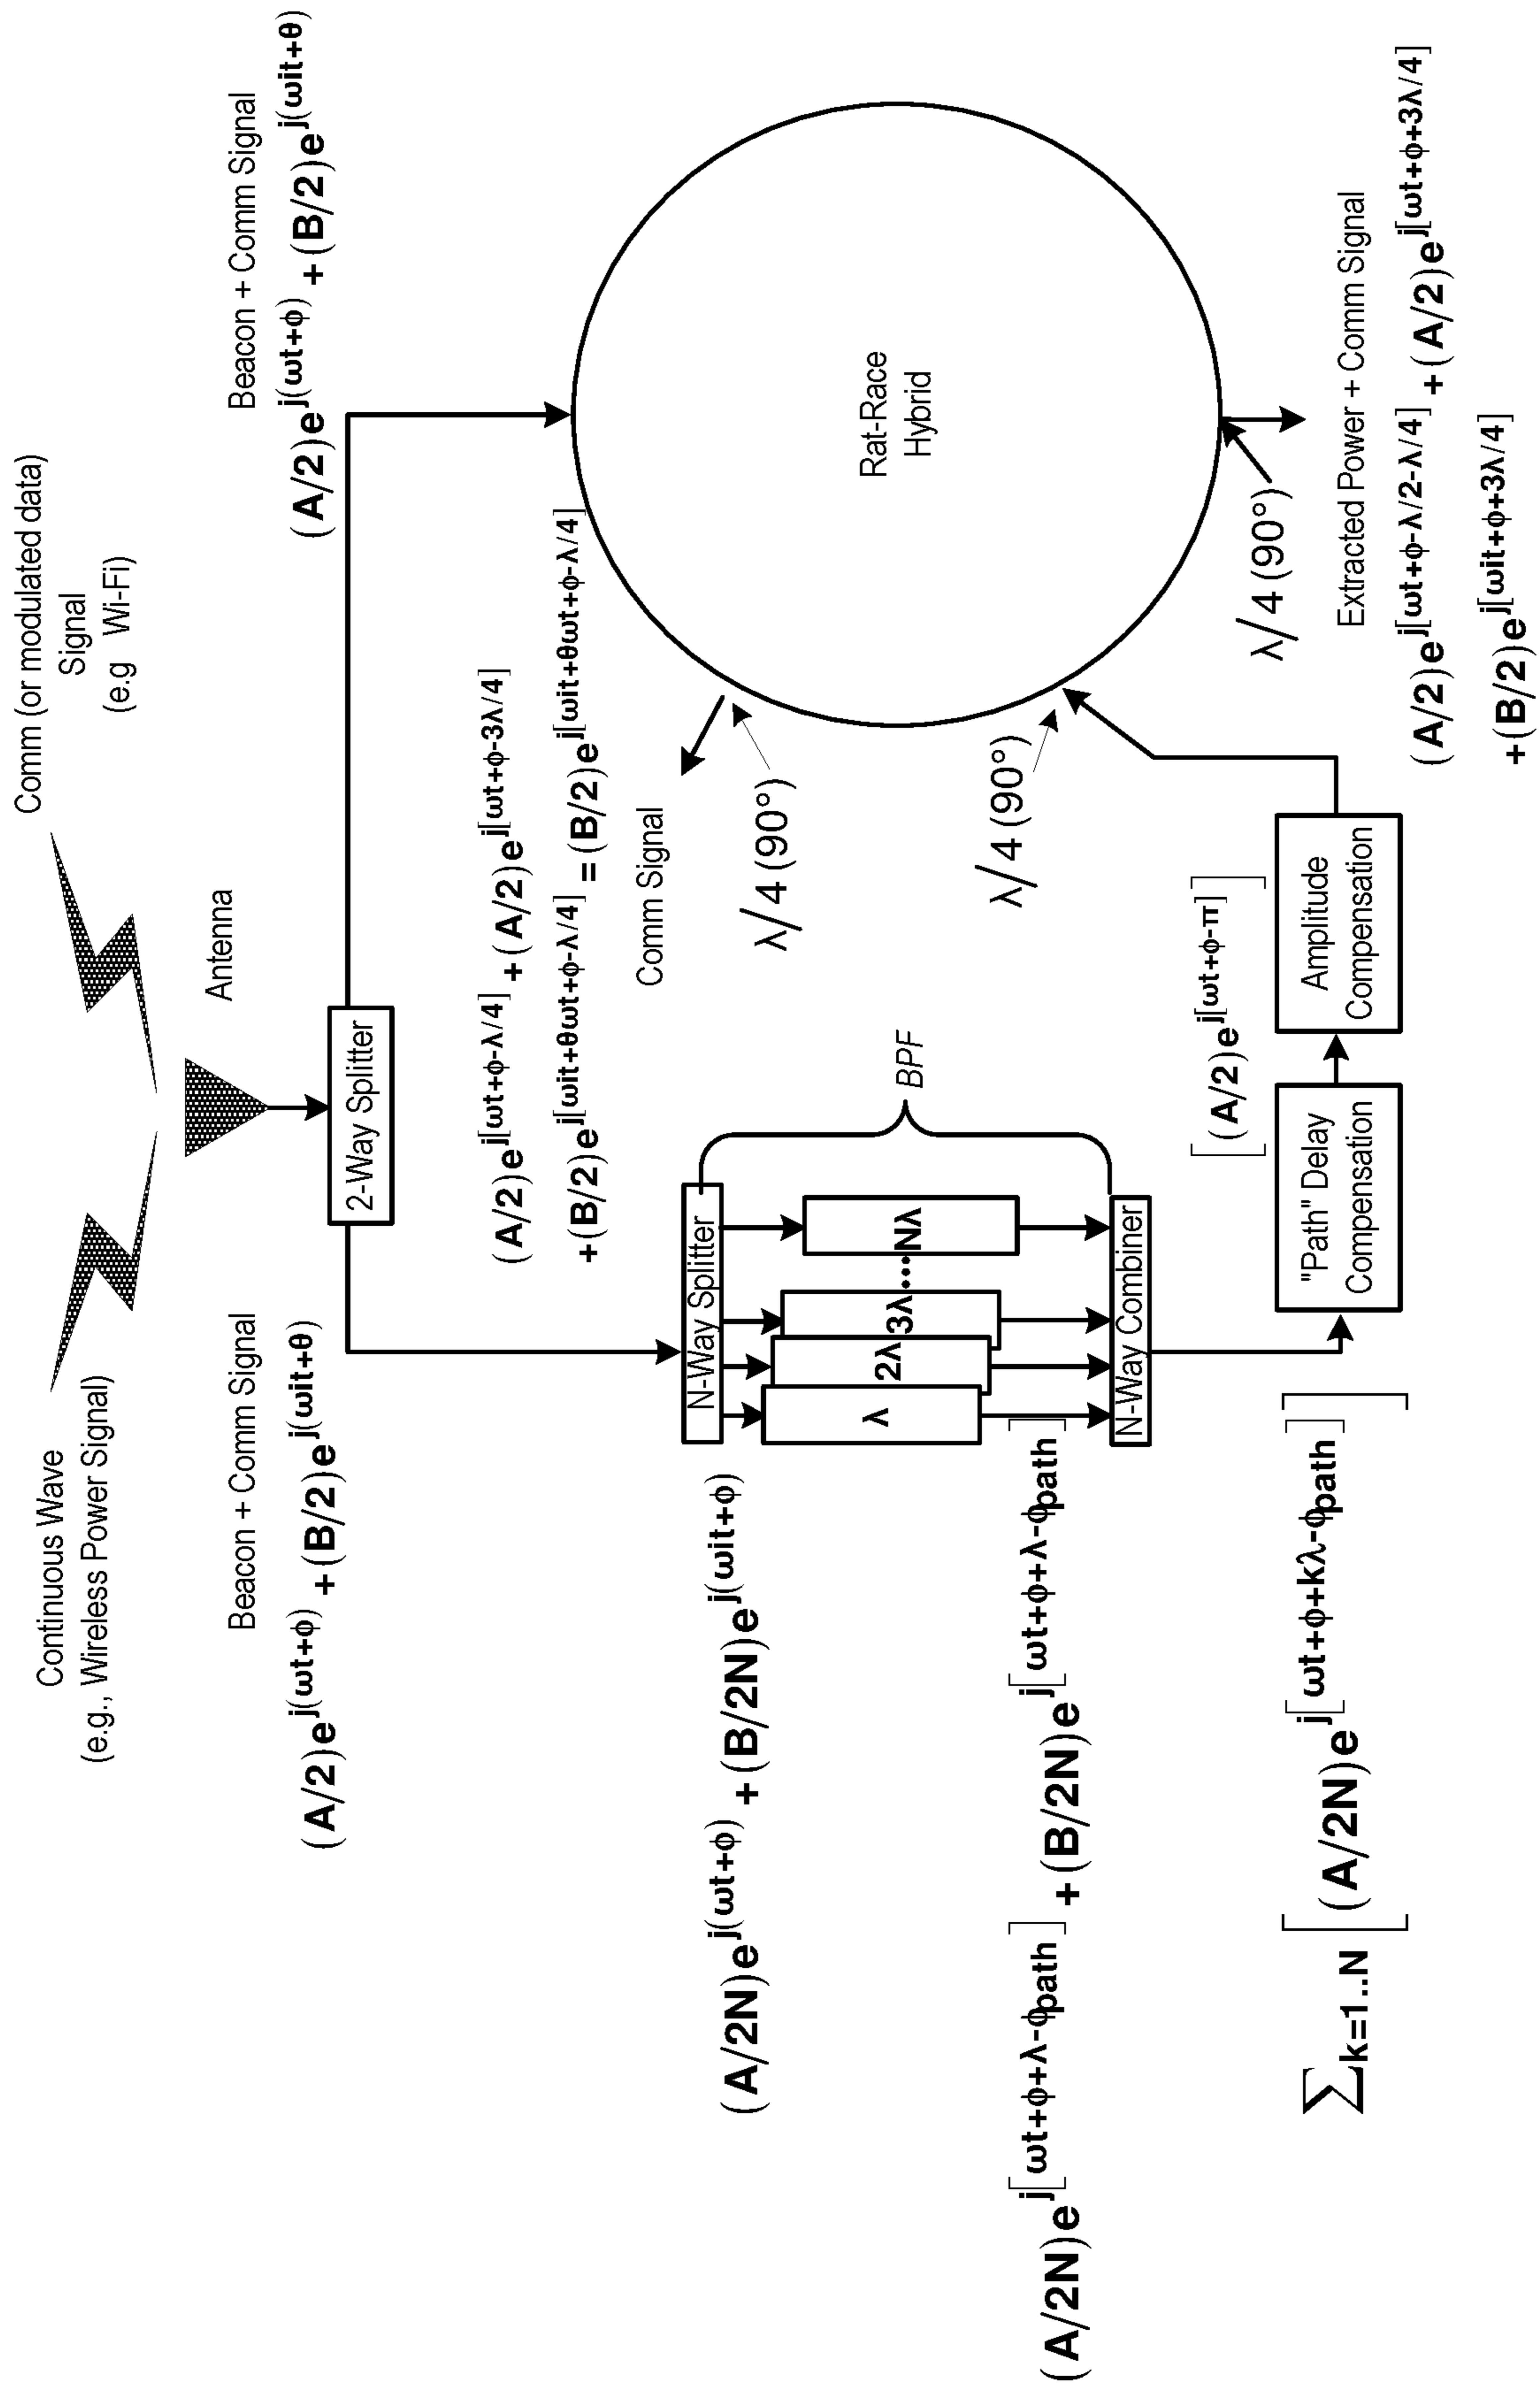 Continuous Wave
(e.g., Wireless Power Signal)
Comm (or modulated data)
Signal
(e.g Wi-Fi)
Antenna
2-Way Splitter
Beacon + Comm Signal
(A/2)e^j(ωt+ϕ) + (B/2)e^j(ωit+θ)
Beacon + Comm Signal
(A/2)e^j(ωt+ϕ) + (B/2)e^j(ωit+θ)
(A/2)e^j[ωt+ϕ-λ/4] + (A/2)e^j[ωt+ϕ-3λ/4]
+(B/2)e^j[ωit+θωt+ϕ-λ/4] = (B/2)e^j[ωit+θωt+ϕ-λ/4]
Comm Signal
λ/4 (90°)
Rat-Race
Hybrid
(A/2N)e^j(ωt+ϕ) + (B/2N)e^j(ωit+ϕ)
N-Way Splitter
λ
2λ
3λ
Nλ
BPF
(A/2N)e^j[ωt+ϕ+λ-ϕpath] + (B/2N)e^j[ωt+ϕ+λ-ϕpath]
N-Way Combiner
λ/4 (90°)
λ/4 (90°)
∑k=1..N [(A/2N)e^j[ωt+ϕ+kλ-ϕpath]]
"Path" Delay
Compensation
[(A/2)e^j[ωt+ϕ-π]]
Amplitude
Compensation
Extracted Power + Comm Signal
(A/2)e^j[ωt+ϕ-λ/2-λ/4] + (A/2)e^j[ωt+ϕ+3λ/4]
+(B/2)e^j[ωit+ϕ+3λ/4]